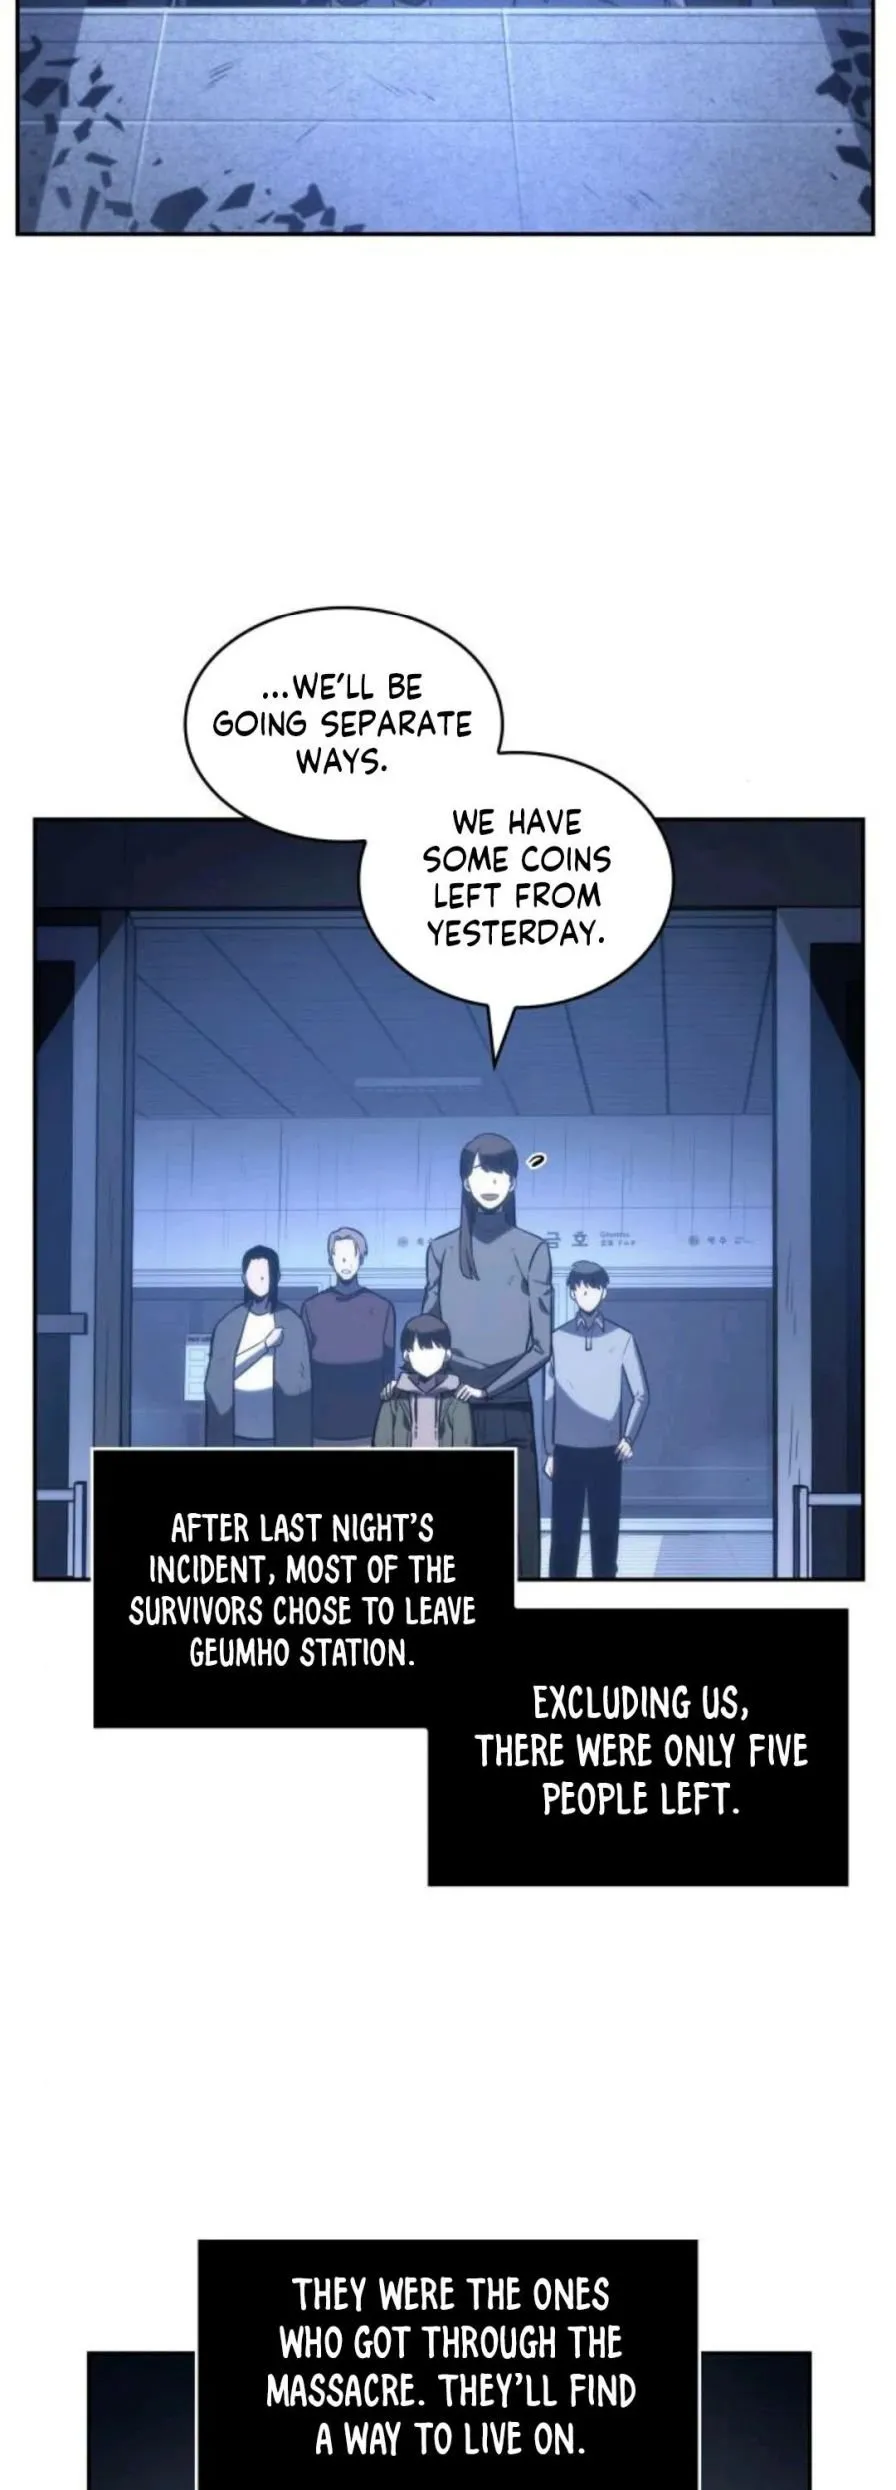 ...WE'LL BE
GOING SEPARATE
WAYS.
WE HAVE
SOME COINS
LEFT FROM
YESTERDAY.
금호
AFTER LAST NIGHT'S
INCIDENT, MOST OF THE
SURVIVORS CHOSE TO LEAVE
GEUMHO STATION.
EXCLUDING US,
THERE WERE ONLY FIVE
PEOPLE LEFT.
THEY WERE THE ONES
WHO GOT THROUGH THE
MASSACRE. THEY'LL FIND
A WAY TO LIVE ON.